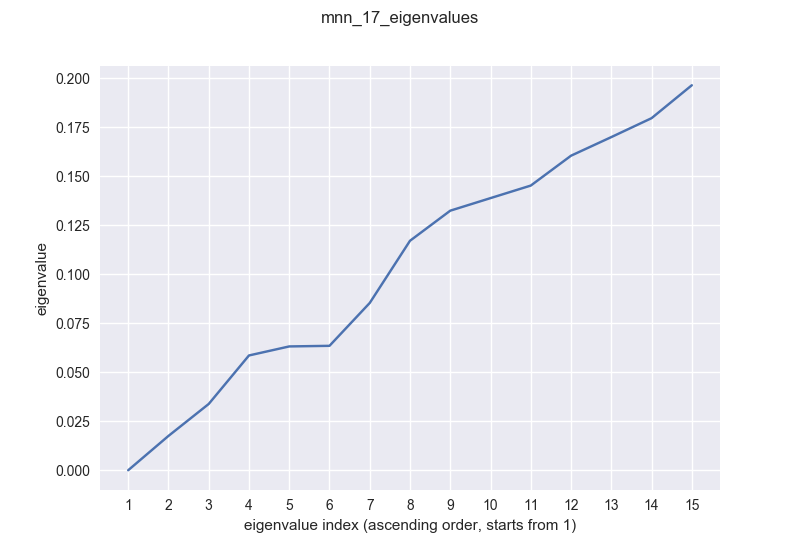 mnn_17_eigenvalues
0.200
0.175
0.150
0.125
0.100
0.075
0.050
0.025
0.000
eigenvalue
1 2 3 4 5 6 7 8 9 10 11 12 13 14 15
eigenvalue index (ascending order, starts from 1)